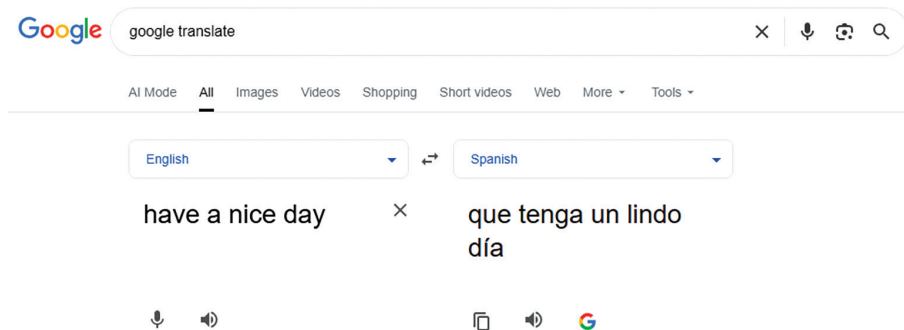 Google google translate
AI Mode All Images Videos Shopping Short videos Web More Tools
English Spanish
have a nice day
que tenga un lindo
día